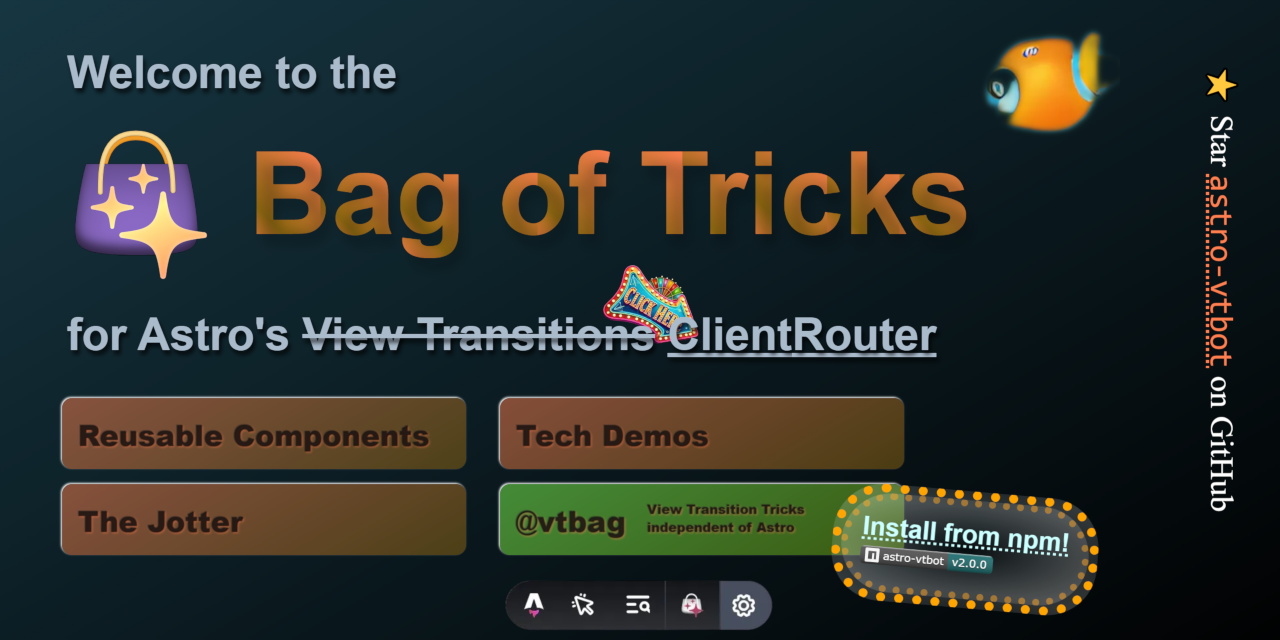 Welcome to the
Bag of Tricks
CLICK HERE
for Astro's View Transitions ClientRouter
Reusable Components
Tech Demos
The Jotter
@vtbag
View Transition Tricks
independent of Astro
Install from npm!
astro-vtbot v2.0.0
Star astro-vtbot on GitHub